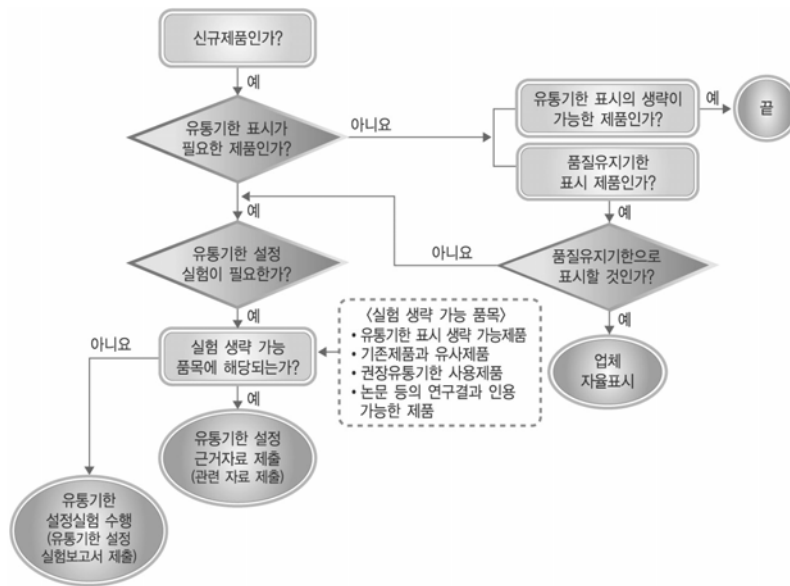 신규제품인가?
예
유통기한 표시가
필요한 제품인가?
아니요
유통기한 표시의 생략이
가능한 제품인가?
예
끝
품질유지기한
표시 제품인가?
예
예
유통기한 설정
실험이 필요한가?
아니요
품질유지기한으로
표시할 것인가?
예
예
업체
자율표시
아니요
실험 생략 가능
품목에 해당되는가?
〈실험 생략 가능 품목〉
• 유통기한 표시 생략 가능제품
• 기존제품과 유사제품
• 권장유통기한 사용제품
• 논문 등의 연구결과 인용
가능한 제품
예
유통기한 설정
근거자료 제출
(관련 자료 제출)
유통기한
설정실험 수행
(유통기한 설정
실험보고서 제출)